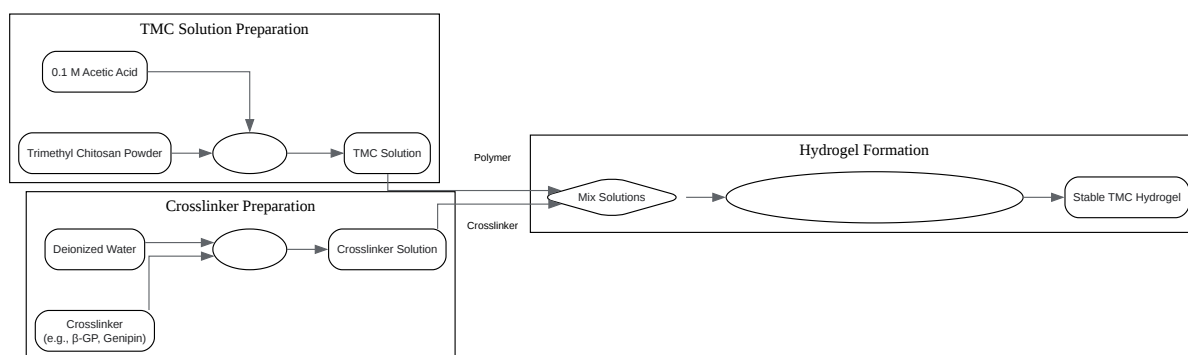 TMC Solution Preparation
0.1 M Acetic Acid
Trimethyl Chitosan Powder
TMC Solution
Crosslinker Preparation
Deionized Water
Crosslinker Solution
Crosslinker
(e.g., β-GP, Genipin)
Polymer
Crosslinker
Hydrogel Formation
Mix Solutions
Stable TMC Hydrogel